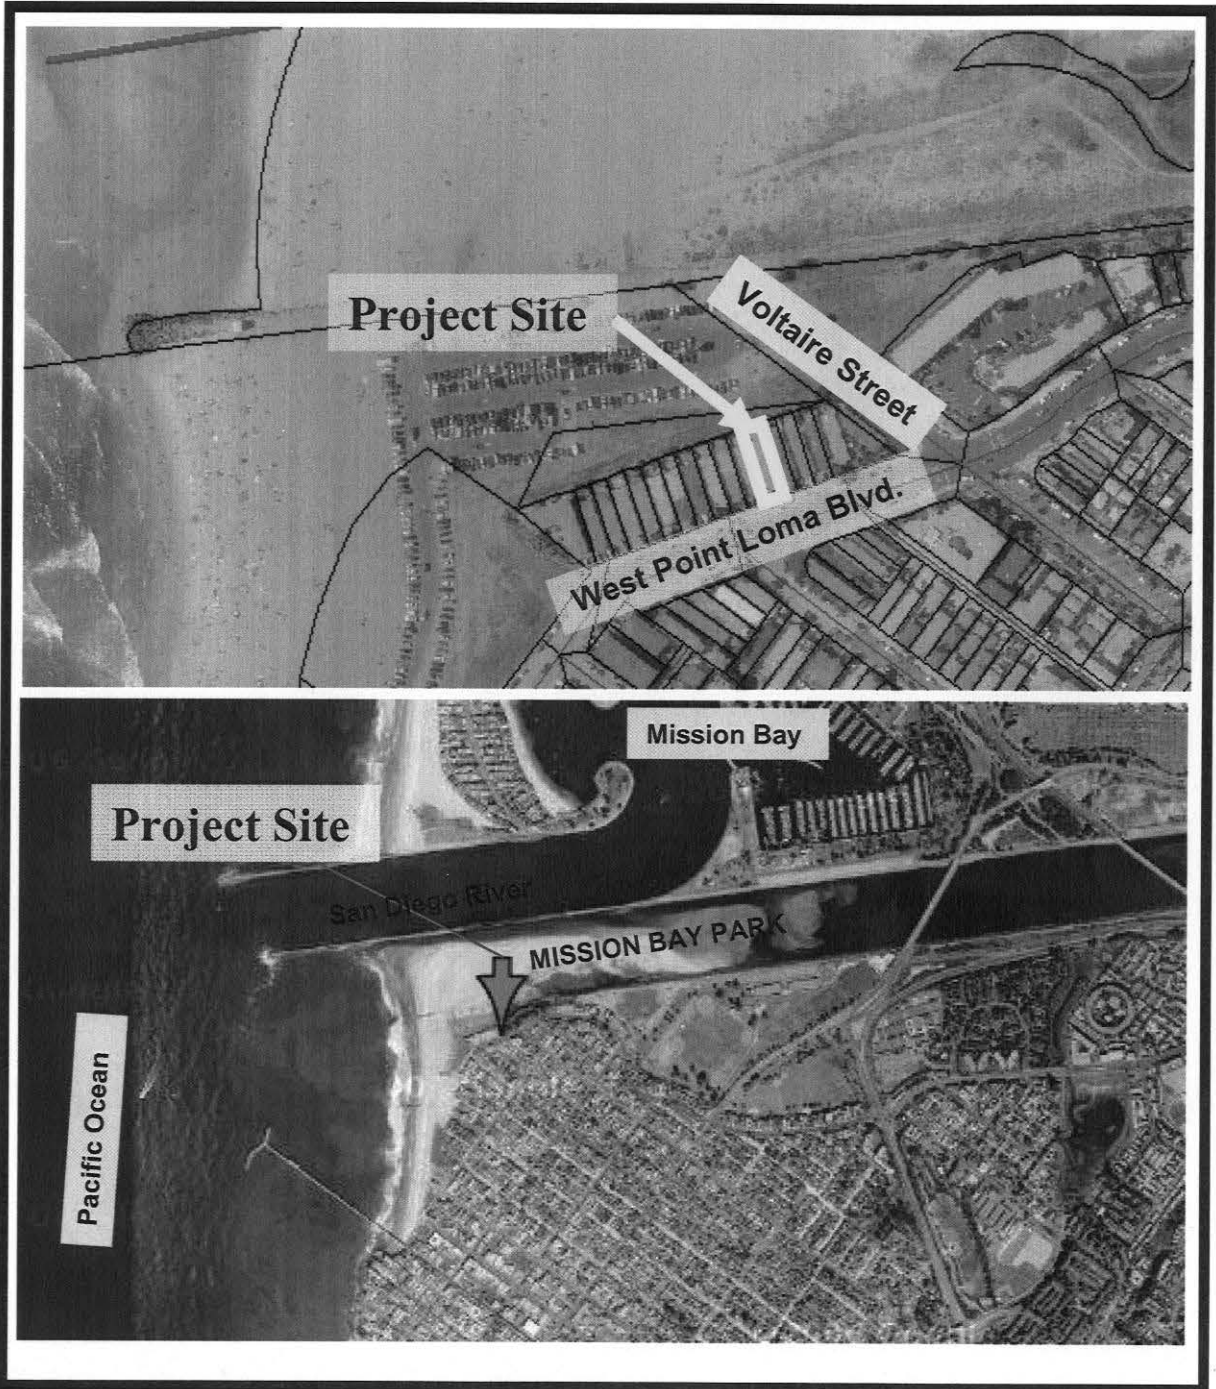 Project Site
Voltaire Street
West Point Loma Blvd.
Mission Bay
Project Site
San Diego River
MISSION BAY PARK
Pacific Ocean